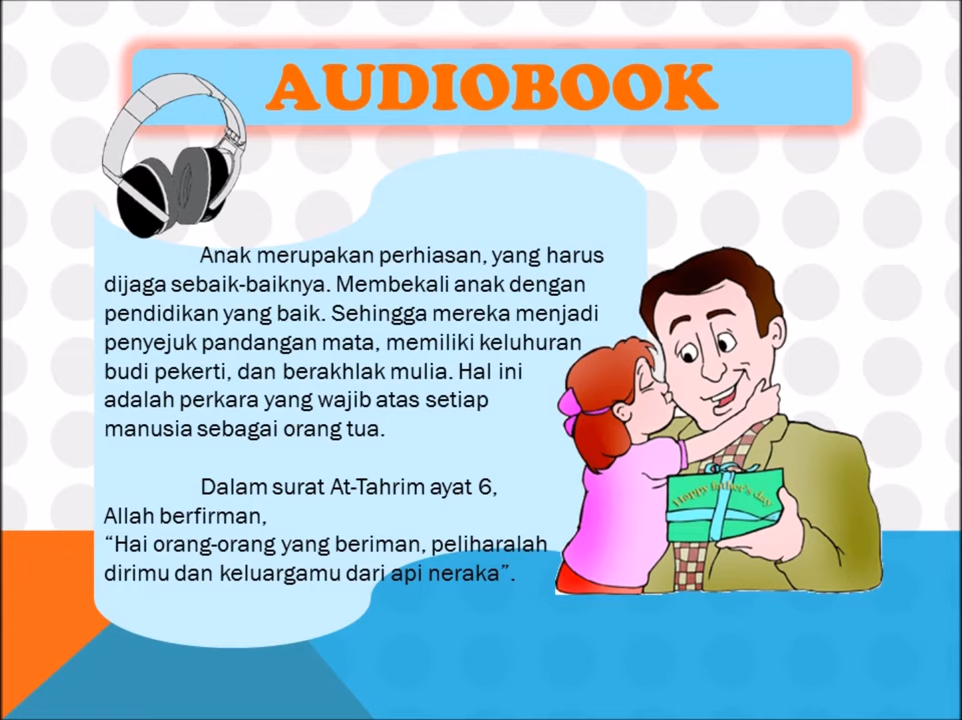 AUDIOBOOK
Anak merupakan perhiasan, yang harus
dijaga sebaik-baiknya. Membekali anak dengan
pendidikan yang baik. Sehingga mereka menjadi
penyejuk pandangan mata, memiliki keluhuran
budi pekerti, dan berakhlak mulia. Hal ini
adalah perkara yang wajib atas setiap
manusia sebagai orang tua.
Dalam surat At-Tahrim ayat 6,
Allah berfirman,
“Hai orang-orang yang beriman, peliharalah
dirimu dan keluargamu dari api neraka”.
Happy father's day